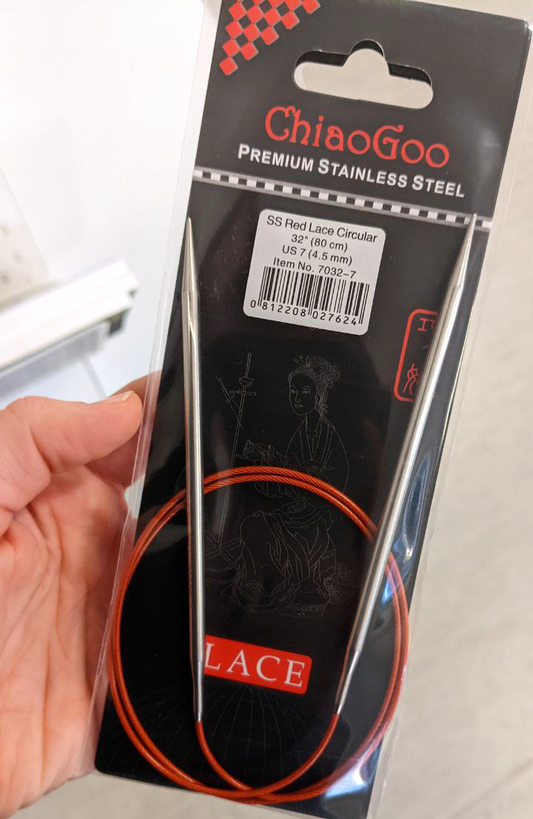 ChiaoGoo
PREMIUM STAINLESS STEEL
SS Red Lace Circular
32" (80 cm)
US 7 (4.5 mm)
Item No. 7032-7
0 812208 027624
LACE